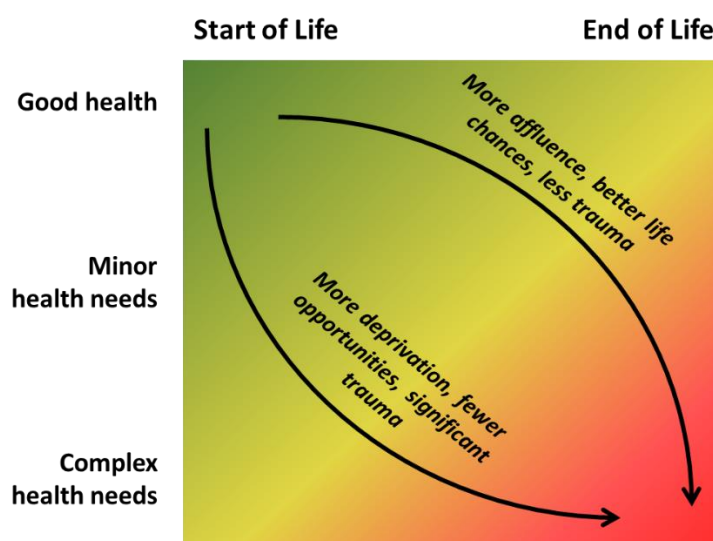 Start of Life
End of Life
Good health
More affluence, better life
chances, less trauma
Minor
health needs
More deprivation, fewer
opportunities, significant
trauma
Complex
health needs